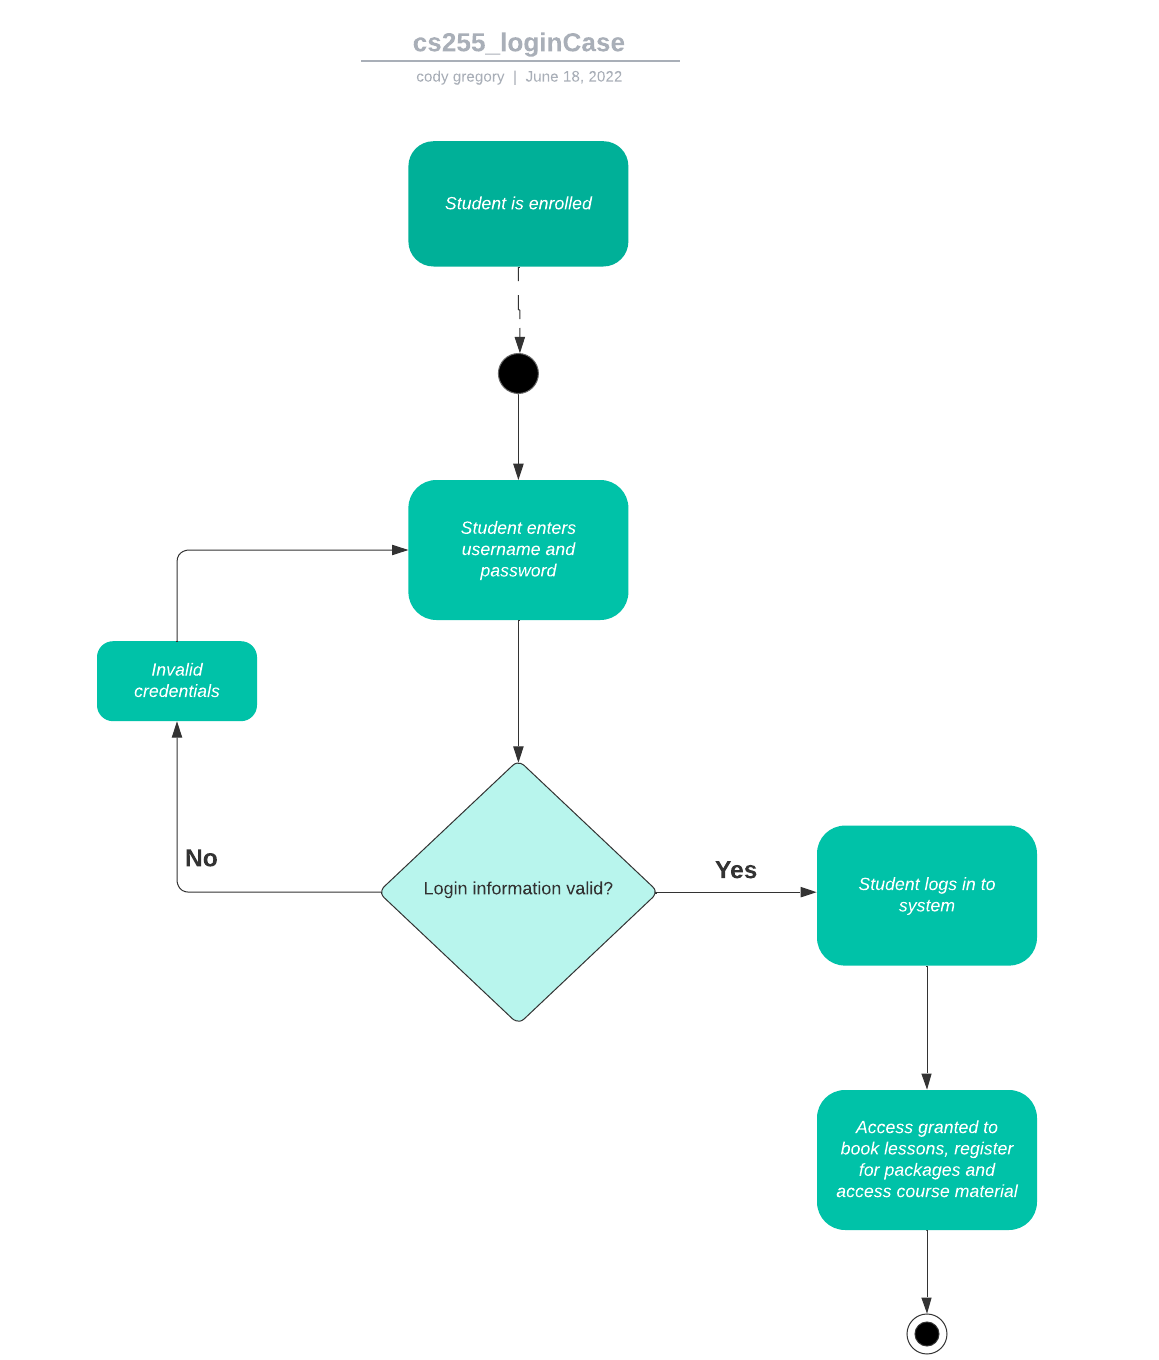 cs255_loginCase
cody gregory | June 18, 2022
Student is enrolled
Student enters
username and
password
Invalid
credentials
No
Login information valid?
Yes
Student logs in to
system
Access granted to
book lessons, register
for packages and
access course material